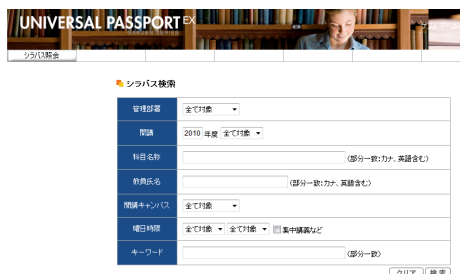 UNIVERSAL PASSPORT EX
GAKUEN SERIES
シラバス照会
シラバス検索
管理部署 全て対象
開講 2010 年度 全て対象
科目名称 (部分一致:カナ、英語含む)
教員氏名 (部分一致:カナ、英語含む)
開講キャンパス 全て対象
曜日時限 全て対象 全て対象 集中講義など
キーワード (部分一致)
クリア 検索